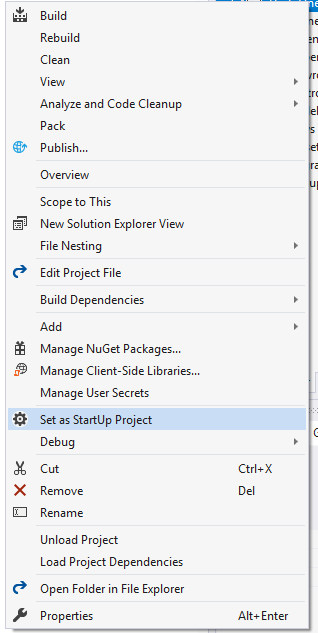 Build
Rebuild
Clean
View
Analyze and Code Cleanup
Pack
Publish...
Overview
Scope to This
New Solution Explorer View
File Nesting
Edit Project File
Build Dependencies
Add
Manage NuGet Packages...
Manage Client-Side Libraries...
Manage User Secrets
Set as StartUp Project
Debug
Cut Ctrl+X
Remove Del
Rename
Unload Project
Load Project Dependencies
Open Folder in File Explorer
Properties Alt+Enter